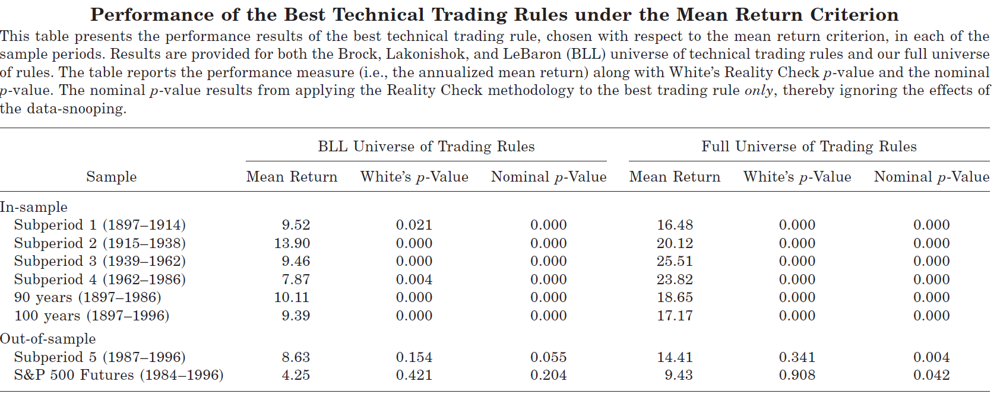 Performance of the Best Technical Trading Rules under the Mean Return Criterion
This table presents the performance results of the best technical trading rule, chosen with respect to the mean return criterion, in each of the
sample periods. Results are provided for both the Brock, Lakonishok, and LeBaron (BLL) universe of technical trading rules and our full universe
of rules. The table reports the performance measure (i.e., the annualized mean return) along with White's Reality Check p-value and the nominal
p-value. The nominal p-value results from applying the Reality Check methodology to the best trading rule only, thereby ignoring the effects of
the data-snooping.
BLL Universe of Trading Rules Full Universe of Trading Rules
Sample Mean Return White's p-Value Nominal p-Value Mean Return White's p-Value Nominal p-Value
In-sample
Subperiod 1 (1897–1914) 9.52 0.021 0.000 16.48 0.000 0.000
Subperiod 2 (1915–1938) 13.90 0.000 0.000 20.12 0.000 0.000
Subperiod 3 (1939–1962) 9.46 0.000 0.000 25.51 0.000 0.000
Subperiod 4 (1962–1986) 7.87 0.004 0.000 23.82 0.000 0.000
90 years (1897–1986) 10.11 0.000 0.000 18.65 0.000 0.000
100 years (1897–1996) 9.39 0.000 0.000 17.17 0.000 0.000
Out-of-sample
Subperiod 5 (1987–1996) 8.63 0.154 0.055 14.41 0.341 0.004
S&P 500 Futures (1984–1996) 4.25 0.421 0.204 9.43 0.908 0.042